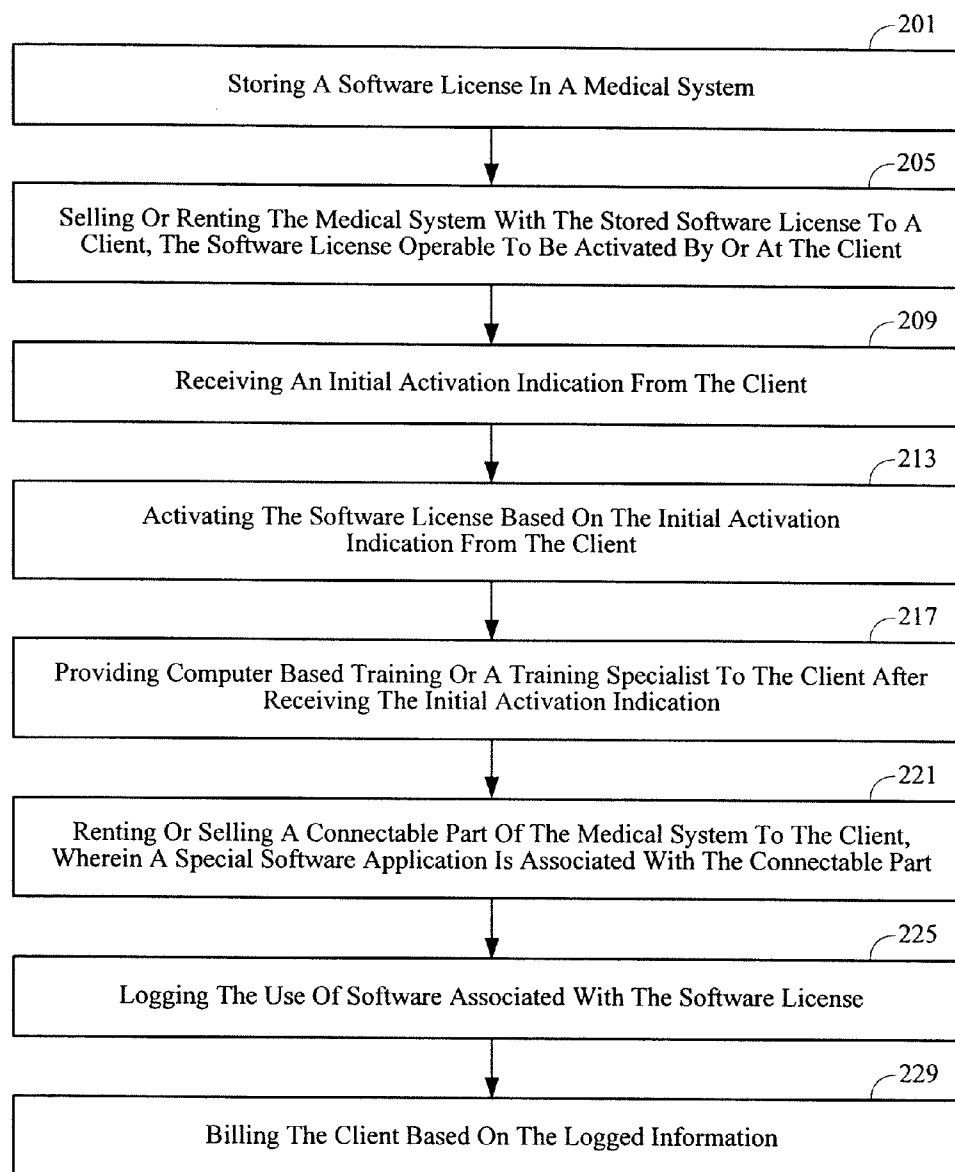 201
Storing A Software License In A Medical System
205
Selling Or Renting The Medical System With The Stored Software License To A
Client, The Software License Operable To Be Activated By Or At The Client
209
Receiving An Initial Activation Indication From The Client
213
Activating The Software License Based On The Initial Activation
Indication From The Client
217
Providing Computer Based Training Or A Training Specialist To The Client After
Receiving The Initial Activation Indication
221
Renting Or Selling A Connectable Part Of The Medical System To The Client,
Wherein A Special Software Application Is Associated With The Connectable Part
225
Logging The Use Of Software Associated With The Software License
229
Billing The Client Based On The Logged Information